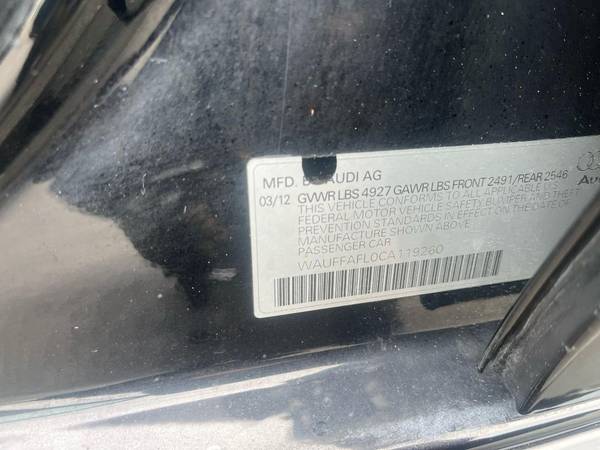 MFD. B AUDI AG
03/12 GVWR LBS 4927 GAWR LBS FRONT 2491/REAR 2546
THIS VEHICLE CONFORMS TO ALL APPLICABLE U.S.
FEDERAL MOTOR VEHICLE SAFETY, BUMPER, AND THEFT
PREVENTION STANDARDS IN EFFECT ON THE DATE OF
MANUFACTURE SHOWN ABOVE
PASSENGER CAR
WAUFFAFL0CA119260